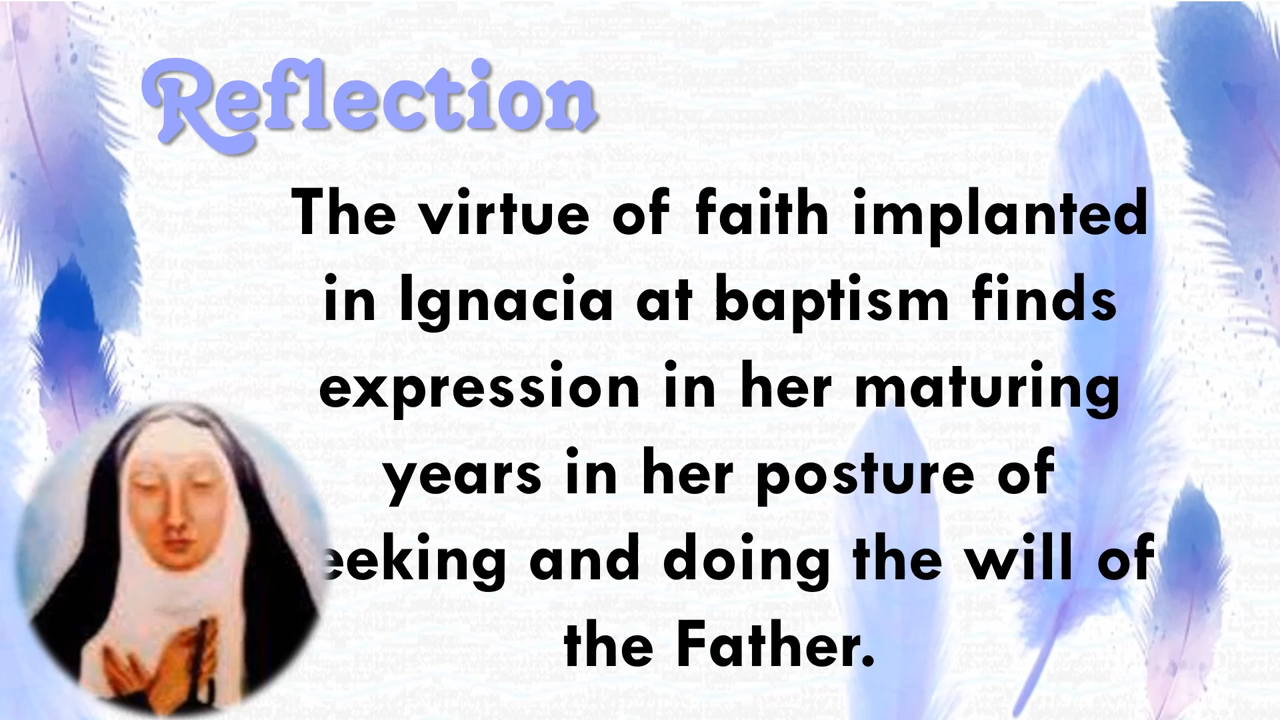 Reflection
The virtue of faith implanted
in Ignacia at baptism finds
expression in her maturing
years in her posture of
eeking and doing the will of
the Father.